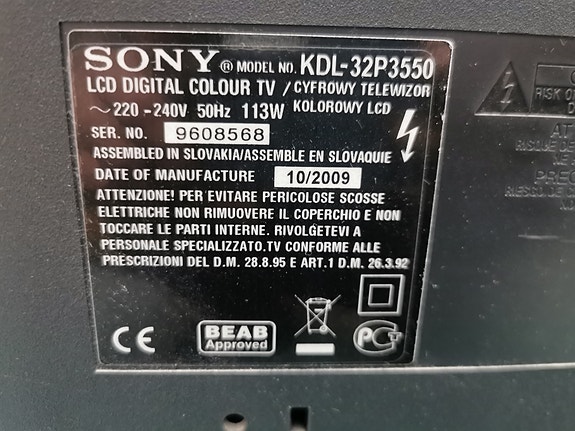 SONY ® MODEL NO. KDL-32P3550
LCD DIGITAL COLOUR TV / CYFROWY TELEWIZOR
~220-240V 50Hz 113W KOLOROWY LCD
SER. NO. 9608568
ASSEMBLED IN SLOVAKIA/ASSEMBLE EN SLOVAQUIE
DATE OF MANUFACTURE 10/2009
ATTENZIONE! PER EVITARE PERICOLOSE SCOSSE
ELETTRICHE NON RIMUOVERE IL COPERCHIO E NON
TOCCARE LE PARTI INTERNE. RIVOLGETEVI A
PERSONALE SPECIALIZZATO.TV CONFORME ALLE
PRESCRIZIONI DEL D.M. 28.8.95 E ART.1 D.M. 26.3.92
CE
BEAB
Approved
RISK O